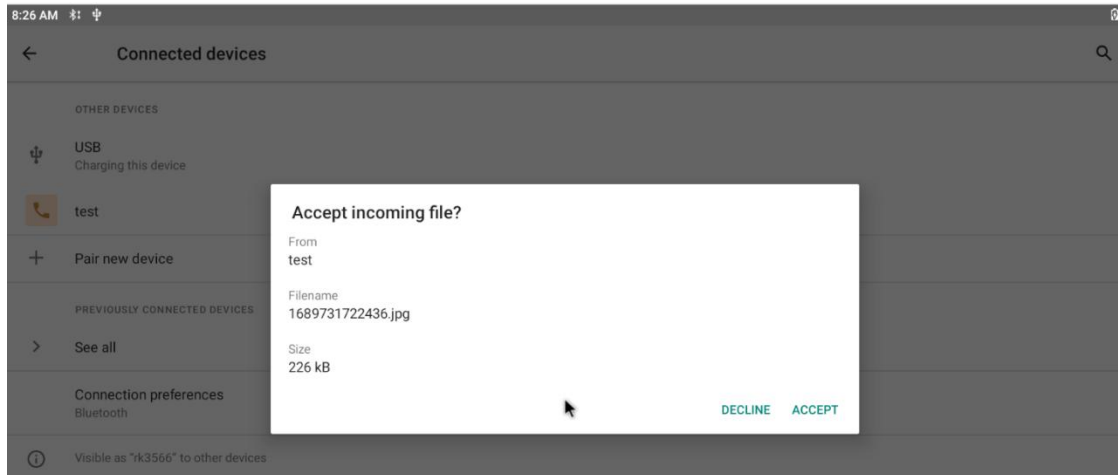 8:26 AM
Connected devices
OTHER DEVICES
USB
Charging this device
test
Pair new device
PREVIOUSLY CONNECTED DEVICES
See all
Connection preferences
Bluetooth
Visible as "rk3566" to other devices
Accept incoming file?
From
test
Filename
1689731722436.jpg
Size
226 kB
DECLINE ACCEPT